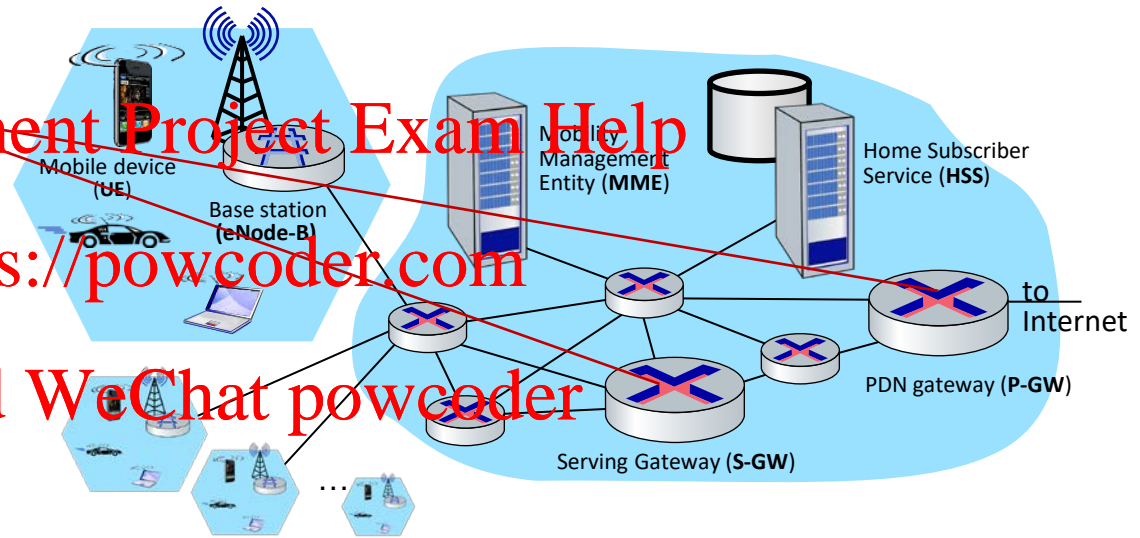 ment Project Exam Help
Mobility
Management
Entity (MME)
Home Subscriber
Service (HSS)
Mobile device
(UE)
Base station
(eNode-B)
s://powcoder.com
to
Internet
PDN gateway (P-GW)
d WeChat powcoder
Serving Gateway (S-GW)
...